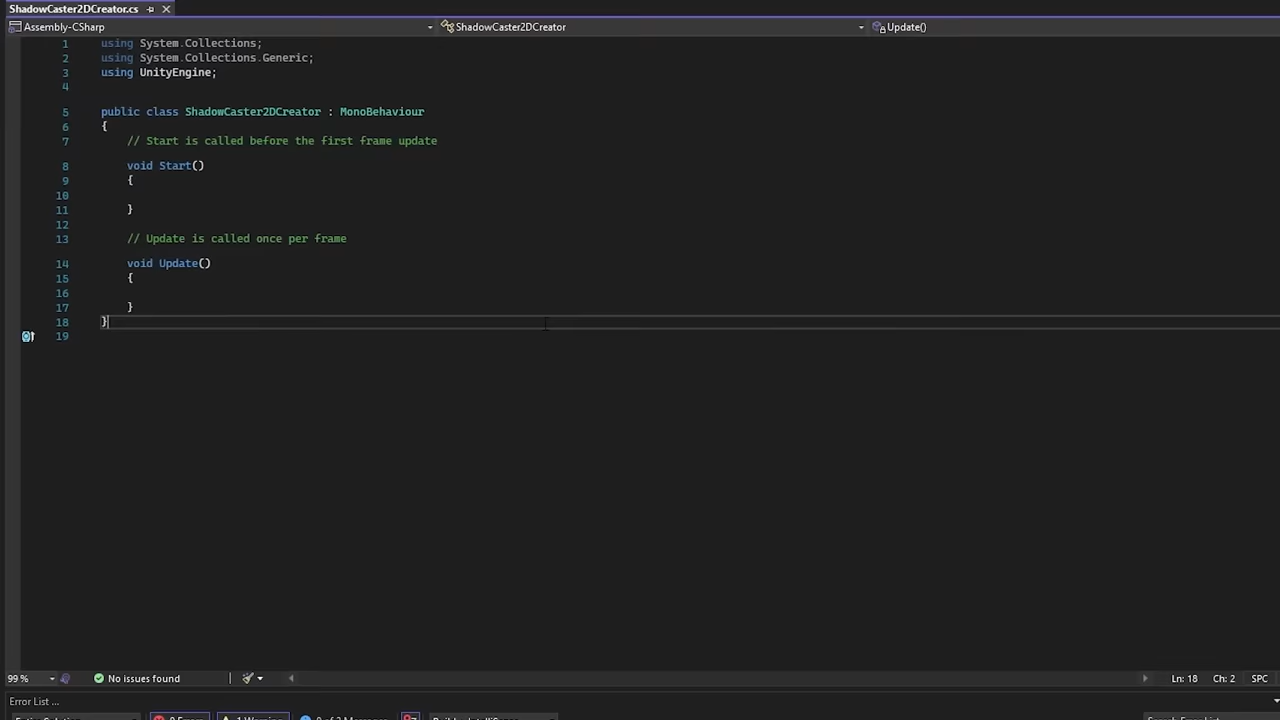 ShadowCaster2DCreator.cs
Assembly-CSharp ShadowCaster2DCreator Update()
1 using System.Collections;
2 using System.Collections.Generic;
3 using UnityEngine;
4
5 public class ShadowCaster2DCreator : MonoBehaviour
6 {
7 // Start is called before the first frame update
8 void Start()
9 {
10
11 }
12
13 // Update is called once per frame
14 void Update()
15 {
16
17 }
18 }
19
99 % No issues found Ln: 18 Ch: 2 SPC
Error List ...